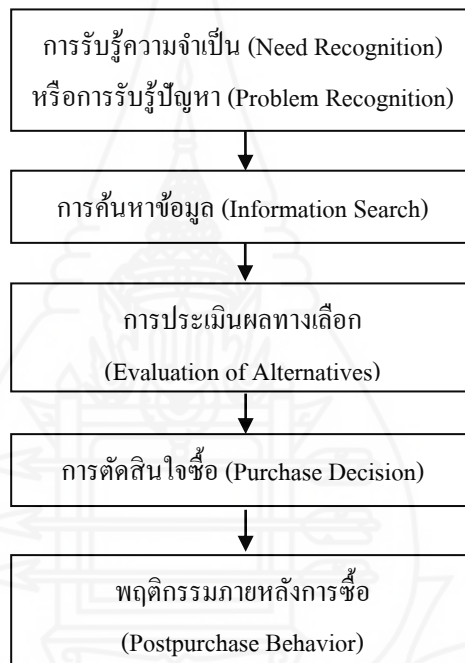 การรับรู้ความจำเป็น (Need Recognition)
หรือการรับรู้ปัญหา (Problem Recognition)
การค้นหาข้อมูล (Information Search)
การประเมินผลทางเลือก
(Evaluation of Alternatives)
การตัดสินใจซื้อ (Purchase Decision)
พฤติกรรมภายหลังการซื้อ
(Postpurchase Behavior)